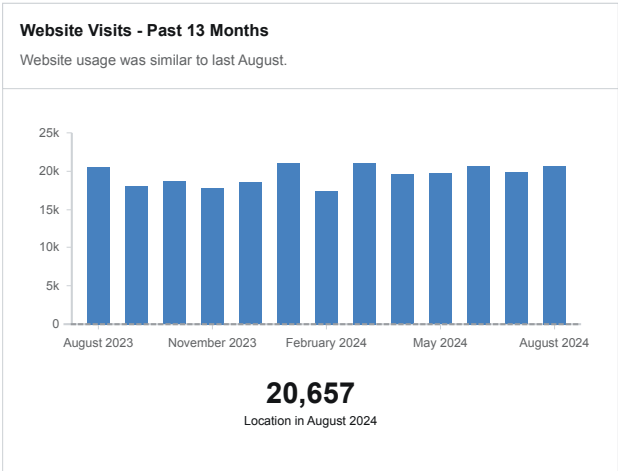 Website Visits - Past 13 Months
Website usage was similar to last August.
25k
20k
15k
10k
5k
0
August 2023 November 2023 February 2024 May 2024 August 2024
20,657
Location in August 2024